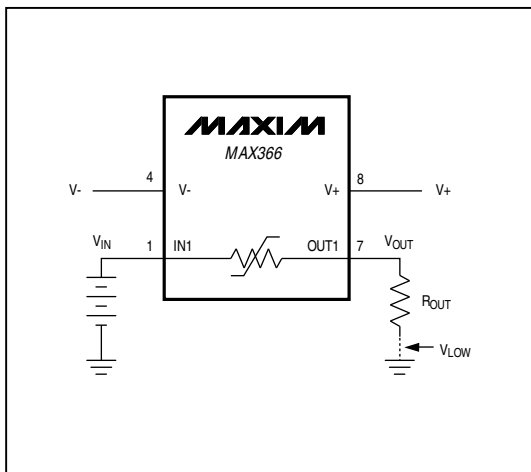 MAXIM
MAX366
4
8
V-
V-
V+
V+
VIN
1
IN1
OUT1
7
VOUT
ROUT
VLOW